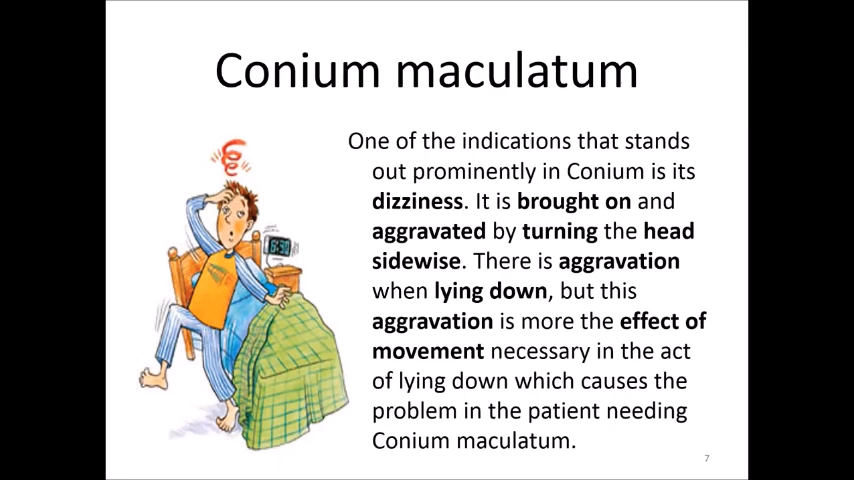 Conium maculatum
One of the indications that stands
out prominently in Conium is its
dizziness. It is brought on and
aggravated by turning the head
sidewise. There is aggravation
when lying down, but this
aggravation is more the effect of
movement necessary in the act
of lying down which causes the
problem in the patient needing
Conium maculatum.
6:30
7